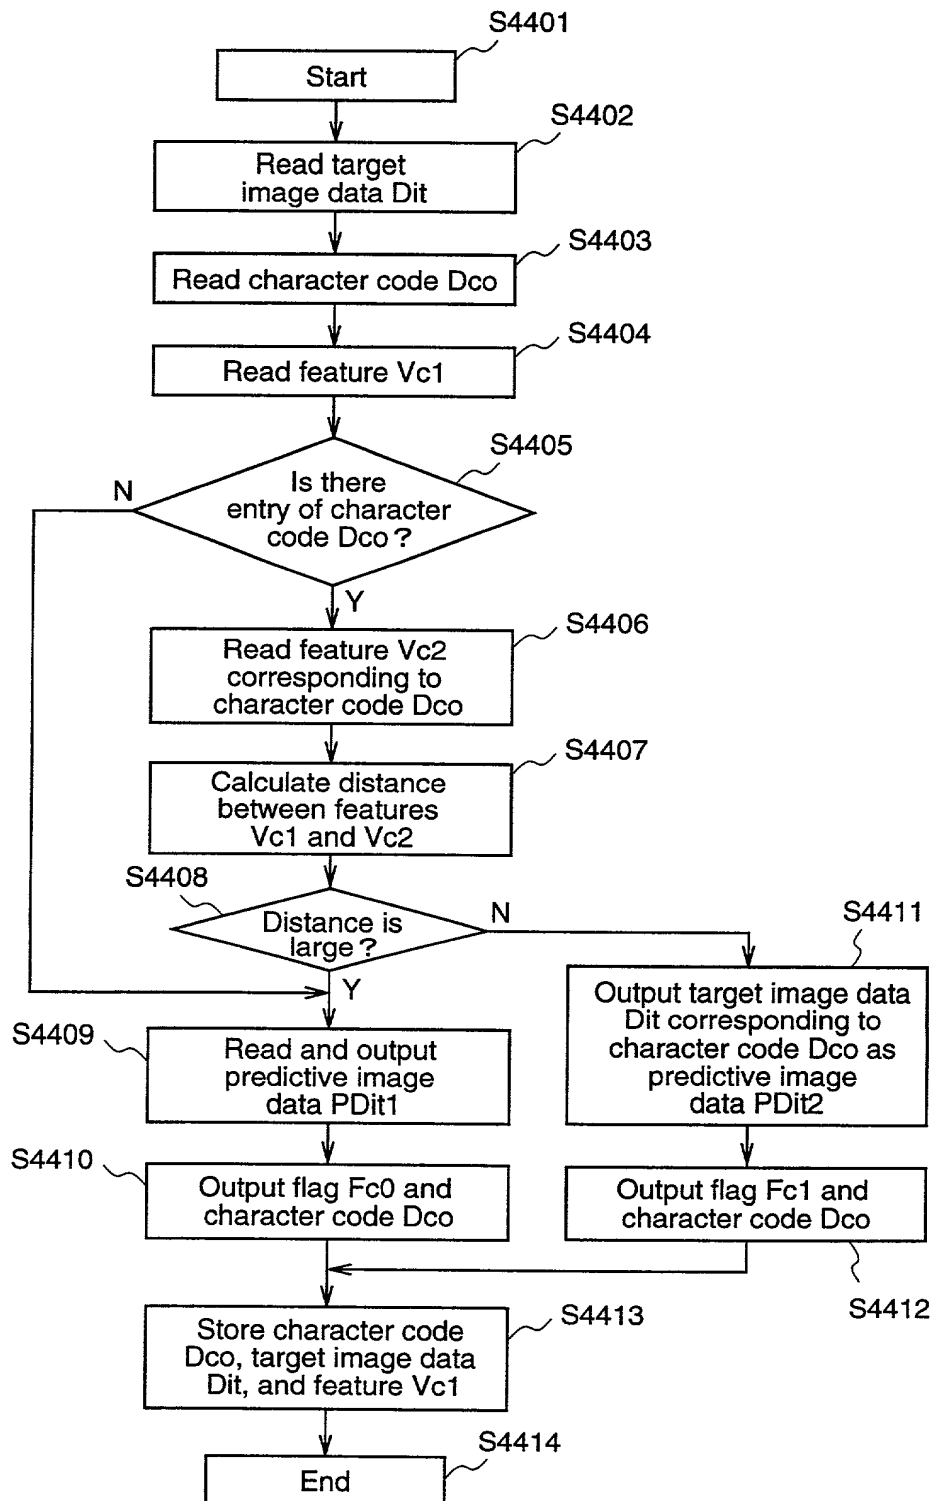 S4401
Start
S4402
Read target
image data Dit
S4403
Read character code Dco
S4404
Read feature Vc1
S4405
N
Is there
entry of character
code Dco?
Y
S4406
Read feature Vc2
corresponding to
character code Dco
S4407
Calculate distance
between features
Vc1 and Vc2
S4408
Distance is
large?
N
Y
S4411
Output target image data
Dit corresponding to
character code Dco as
predictive image
data PDit2
S4409
Read and output
predictive image
data PDit1
S4410
Output flag Fc0 and
character code Dco
Output flag Fc1 and
character code Dco
S4412
S4413
Store character code
Dco, target image data
Dit, and feature Vc1
S4414
End